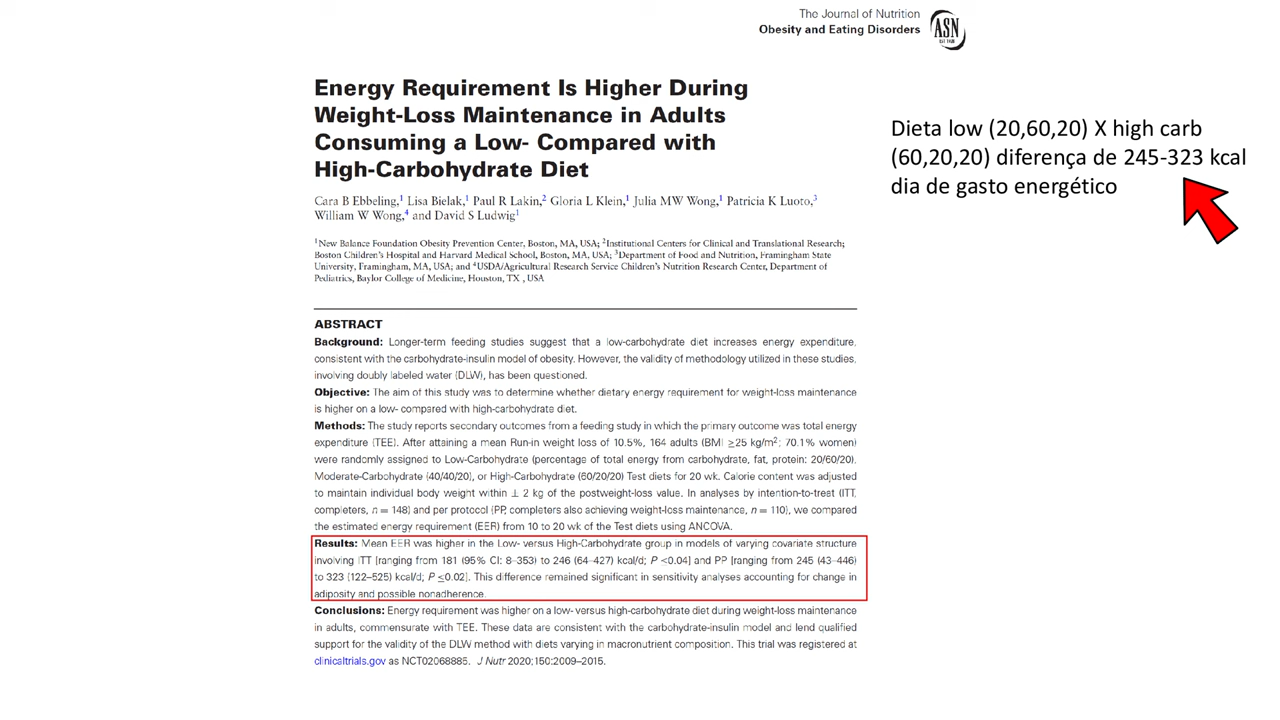 The Journal of Nutrition
Obesity and Eating Disorders
ASN
EST. 1928
Energy Requirement Is Higher During
Weight-Loss Maintenance in Adults
Consuming a Low- Compared with
High-Carbohydrate Diet
Dieta low (20,60,20) X high carb
(60,20,20) diferença de 245-323 kcal
dia de gasto energético
Cara B Ebbeling,1 Lisa Bielak,1 Paul R Lakin,2 Gloria L Klein,1 Julia MW Wong,1 Patricia K Luoto,3
William W Wong,4 and David S Ludwig1
1New Balance Foundation Obesity Prevention Center, Boston, MA, USA; 2Institutional Centers for Clinical and Translational Research;
Boston Children's Hospital and Harvard Medical School, Boston, MA, USA; 3Department of Food and Nutrition, Framingham State
University, Framingham, MA, USA; and 4USDA/Agricultural Research Service Children's Nutrition Research Center, Department of
Pediatrics, Baylor College of Medicine, Houston, TX , USA
ABSTRACT
Background: Longer-term feeding studies suggest that a low-carbohydrate diet increases energy expenditure,
consistent with the carbohydrate-insulin model of obesity. However, the validity of methodology utilized in these studies,
involving doubly labeled water (DLW), has been questioned.
Objective: The aim of this study was to determine whether dietary energy requirement for weight-loss maintenance
is higher on a low- compared with high-carbohydrate diet.
Methods: The study reports secondary outcomes from a feeding study in which the primary outcome was total energy
expenditure (TEE). After attaining a mean Run-in weight loss of 10.5%, 164 adults (BMI ≥25 kg/m2; 70.1% women)
were randomly assigned to Low-Carbohydrate (percentage of total energy from carbohydrate, fat, protein: 20/60/20),
Moderate-Carbohydrate (40/40/20), or High-Carbohydrate (60/20/20) Test diets for 20 wk. Calorie content was adjusted
to maintain individual body weight within ± 2 kg of the postweight-loss value. In analyses by intention-to-treat (ITT,
completers, n = 148) and per protocol (PP, completers also achieving weight-loss maintenance, n = 110), we compared
the estimated energy requirement (EER) from 10 to 20 wk of the Test diets using ANCOVA.
Results: Mean EER was higher in the Low- versus High-Carbohydrate group in models of varying covariate structure
involving ITT [ranging from 181 (95% CI: 8–353) to 246 (64–427) kcal/d; P ≤0.04] and PP [ranging from 245 (43–446)
to 323 (122–525) kcal/d; P ≤0.02]. This difference remained significant in sensitivity analyses accounting for change in
adiposity and possible nonadherence.
Conclusions: Energy requirement was higher on a low- versus high-carbohydrate diet during weight-loss maintenance
in adults, commensurate with TEE. These data are consistent with the carbohydrate-insulin model and lend qualified
support for the validity of the DLW method with diets varying in macronutrient composition. This trial was registered at
clinicaltrials.gov as NCT02068885. J Nutr 2020;150:2009–2015.